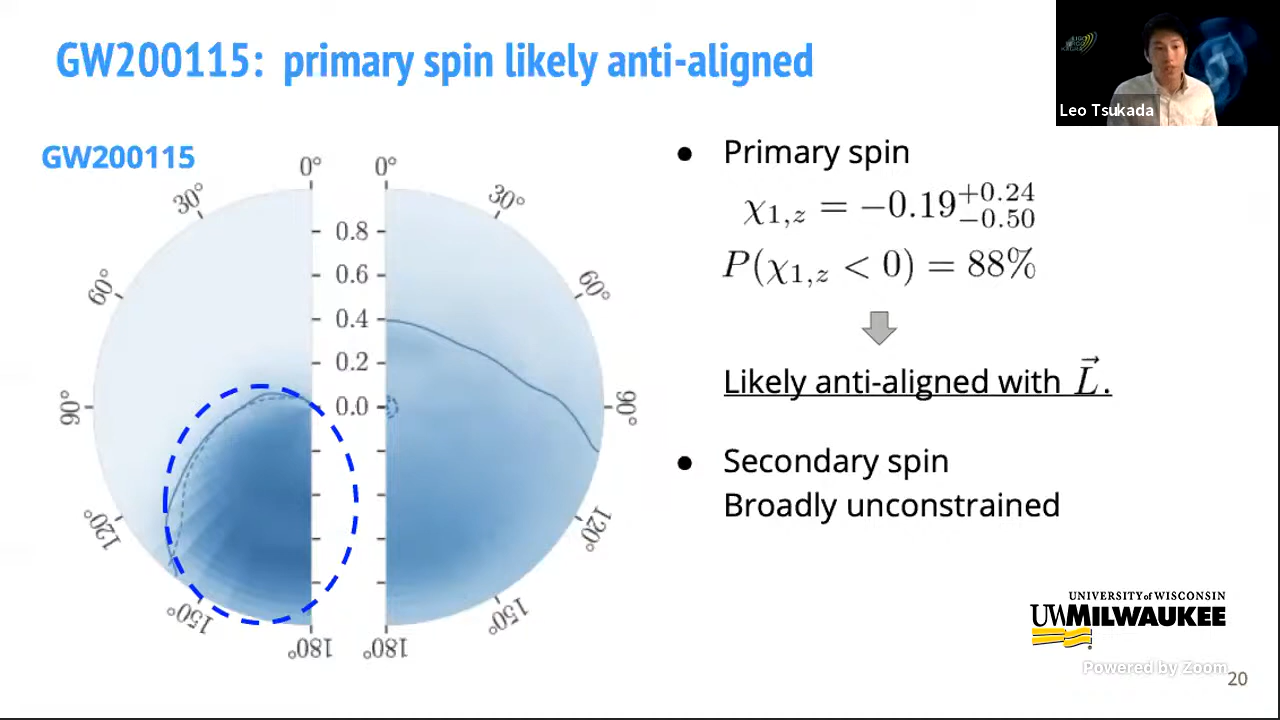 GW200115: primary spin likely anti-aligned
Leo Tsukada
GW200115
0° 0°
30° 30°
60° 60°
90° 90°
120° 120°
150° 150°
180° 180°
0.8
0.6
0.4
0.2
0.0
● Primary spin
χ₁,z = −0.19 +0.24 −0.50
P(χ₁,z < 0) = 88%
Likely anti-aligned with L⃗.
● Secondary spin
Broadly unconstrained
UNIVERSITY of WISCONSIN
UWMILWAUKEE
Powered by Zoom
20